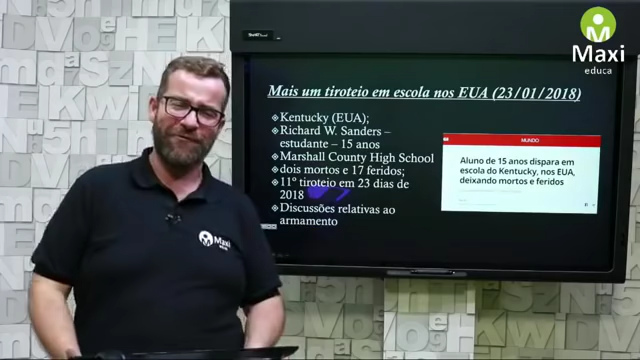 Maxi
educa
Mais um tiroteio em escola nos EUA (23/01/2018)
Kentucky (EUA);
Richard W. Sanders –
estudante – 15 anos
Marshall County High School
dois mortos e 17 feridos;
11º tiroteio em 23 dias de
2018
Discussões relativas ao
armamento
MUNDO
Aluno de 15 anos dispara em
escola do Kentucky, nos EUA,
deixando mortos e feridos
Maxi